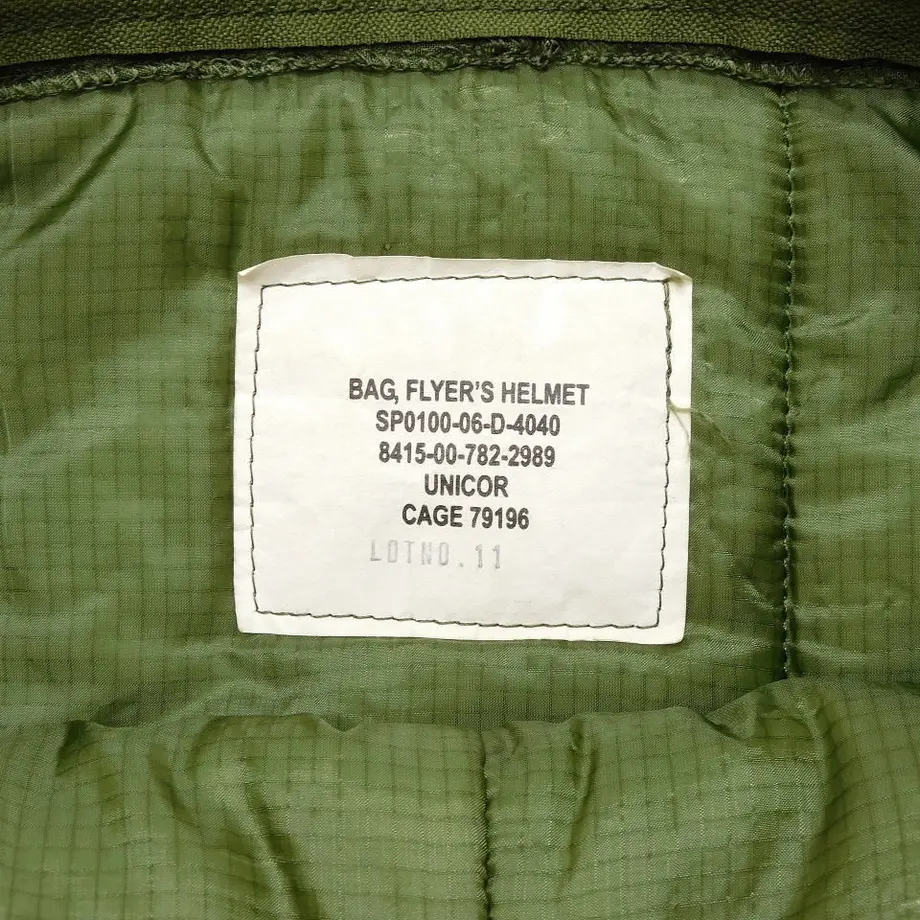 BAG, FLYER'S HELMET
SP0100-06-D-4040
8415-00-782-2989
UNICOR
CAGE 79196
LOTNO.11